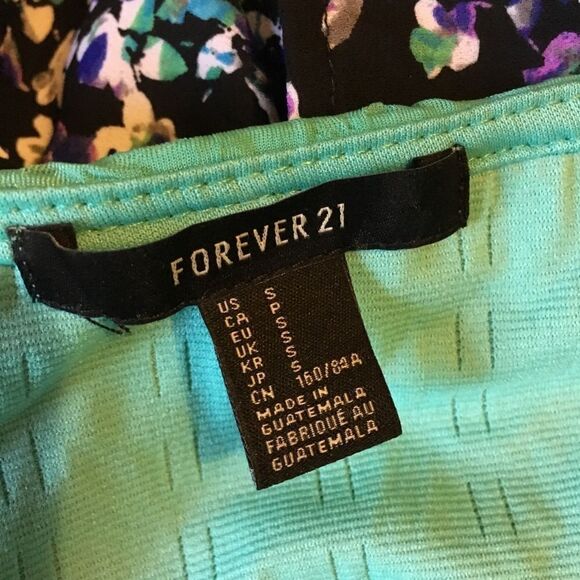 FOREVER 21
US S
CA P
EU S
UK S
KR S
JP S
CN 160/84A
MADE IN
GUATEMALA
FABRIQUÉ AU
GUATEMALA